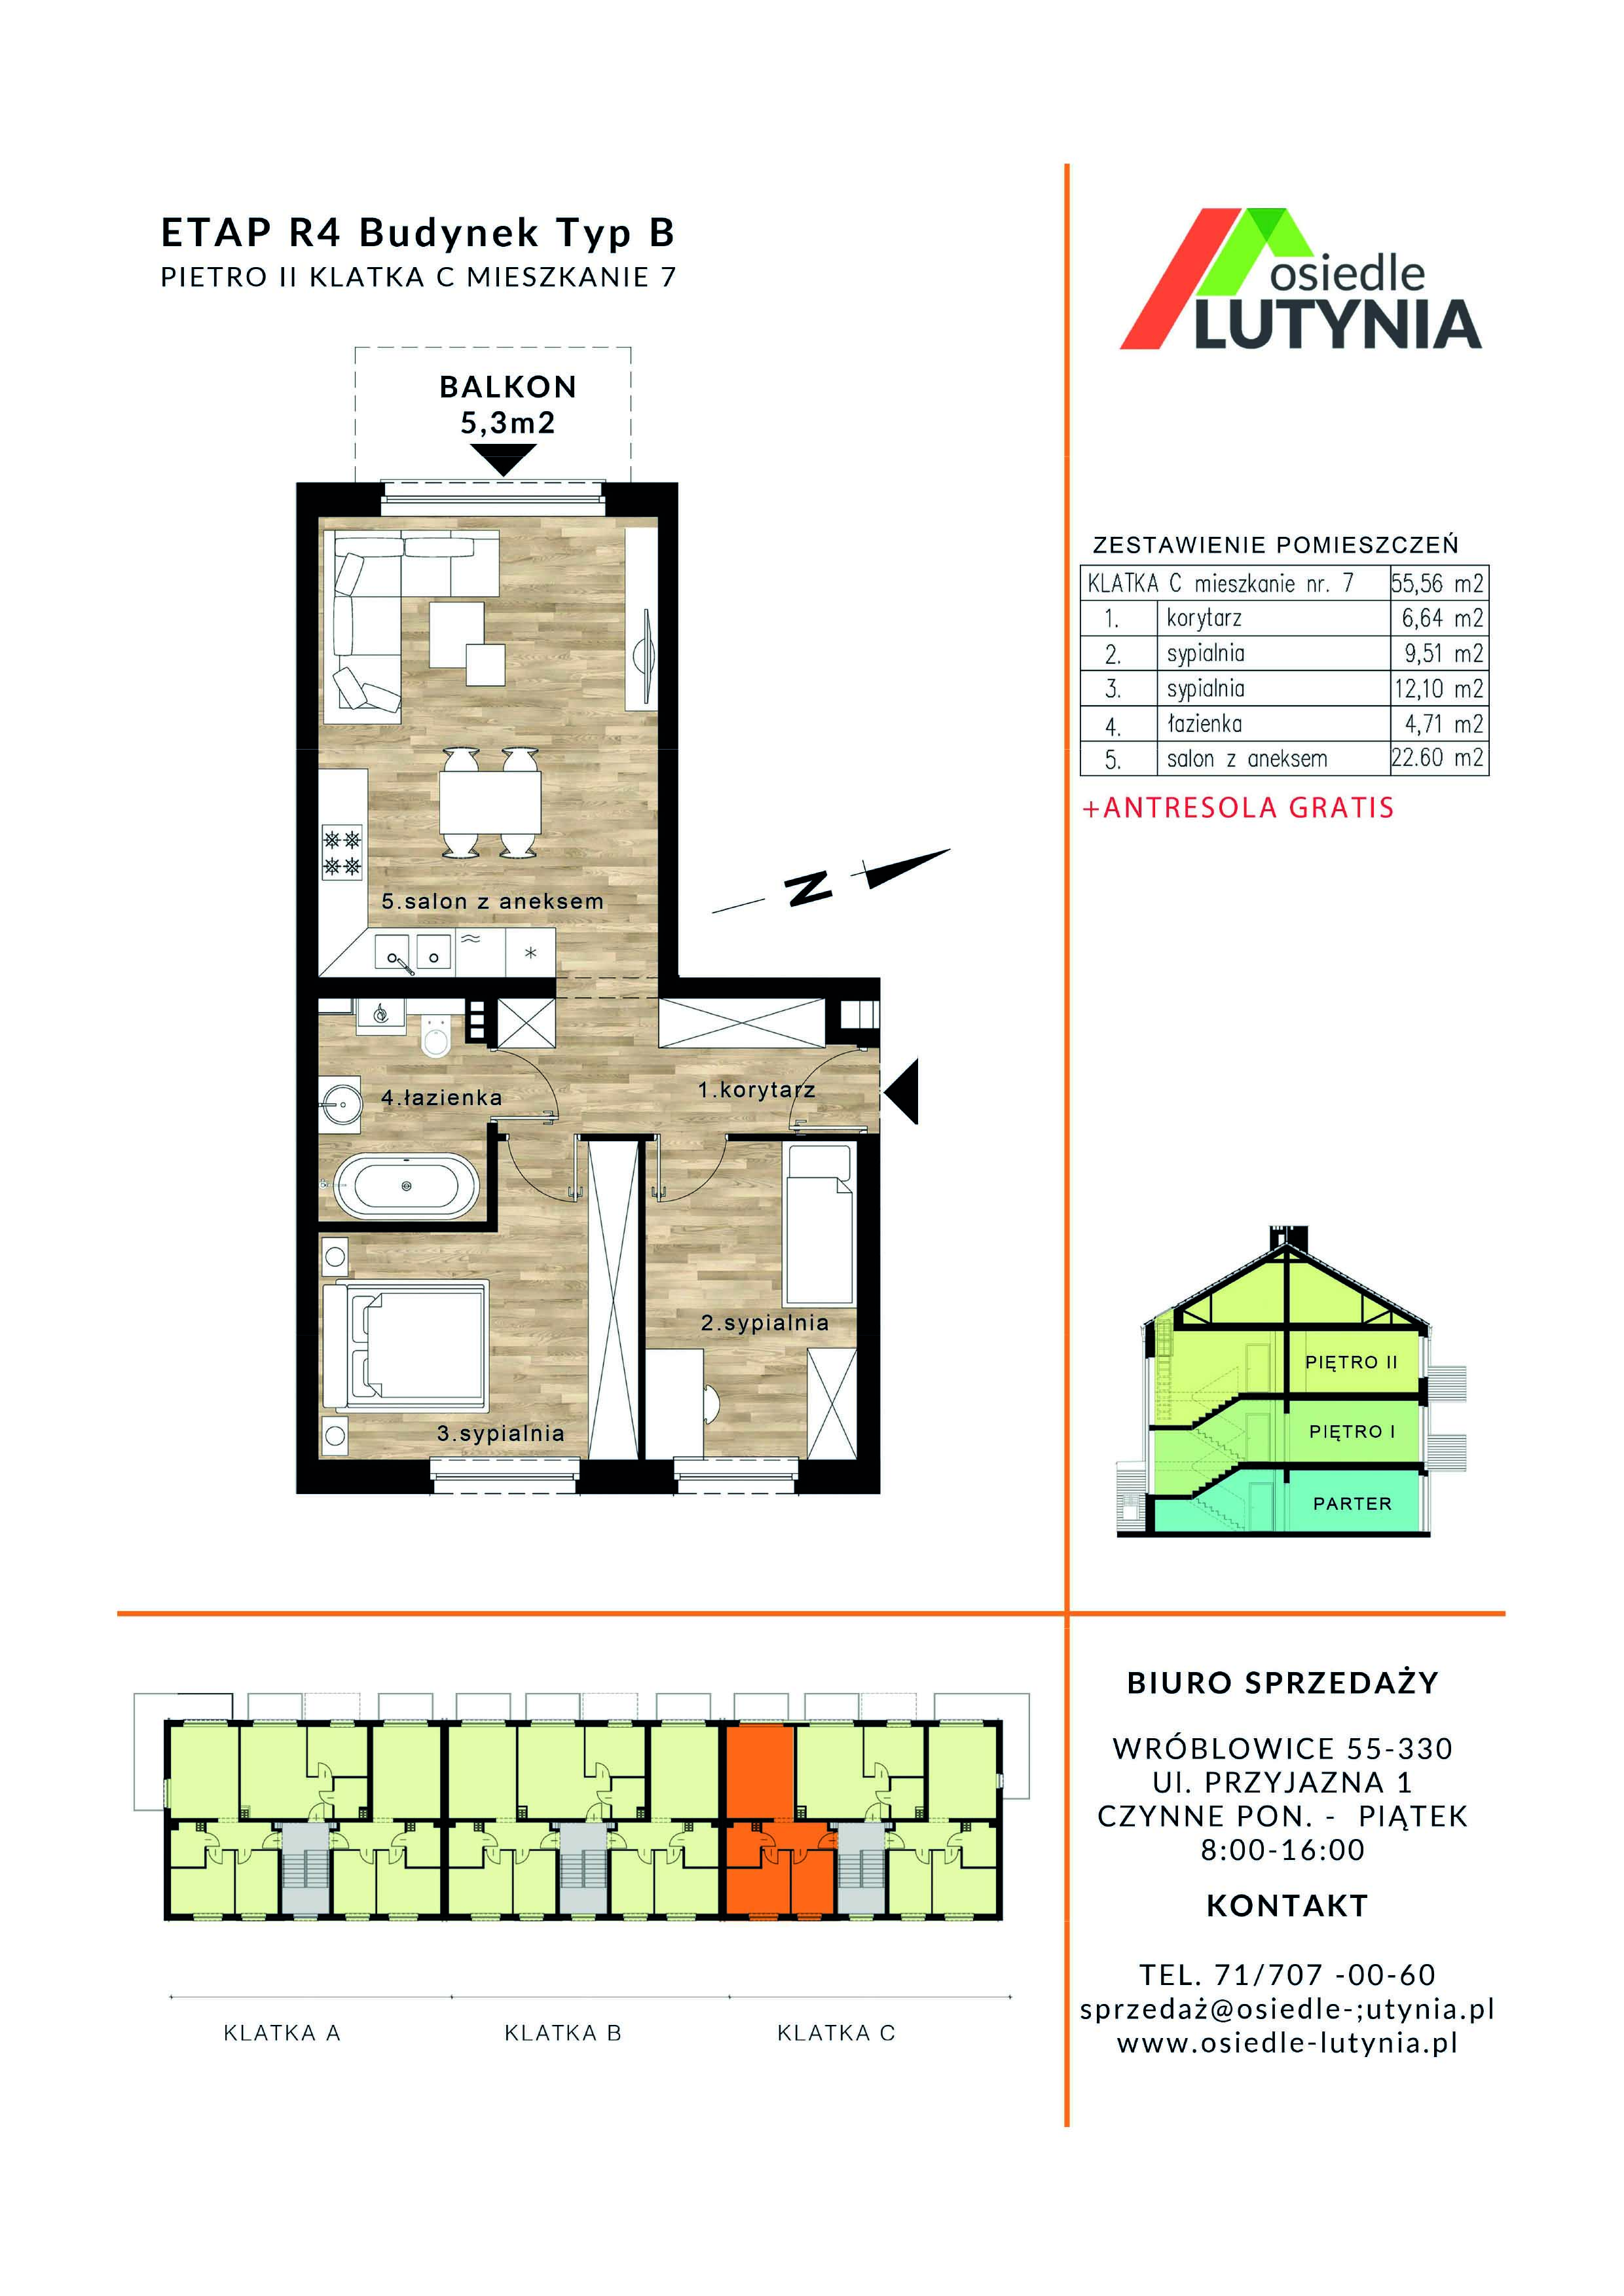 ETAP R4 Budynek Typ B
PIETRO II KLATKA C MIESZKANIE 7
osiedle
LUTYNIA
BALKON
5,3m2
5.salon z aneksem
N
4.łazienka
1.korytarz
2.sypialnia
3.sypialnia
ZESTAWIENIE POMIESZCZEŃ
KLATKA C mieszkanie nr. 7 55,56 m2
1. korytarz 6,64 m2
2. sypialnia 9,51 m2
3. sypialnia 12,10 m2
4. łazienka 4,71 m2
5. salon z aneksem 22.60 m2
+ANTRESOLA GRATIS
PIĘTRO II
PIĘTRO I
PARTER
KLATKA A
KLATKA B
KLATKA C
BIURO SPRZEDAŻY
WRÓBLOWICE 55-330
Ul. PRZYJAZNA 1
CZYNNE PON. - PIĄTEK
8:00-16:00
KONTAKT
TEL. 71/707 -00-60
sprzedaż@osiedle-;utynia.pl
www.osiedle-lutynia.pl